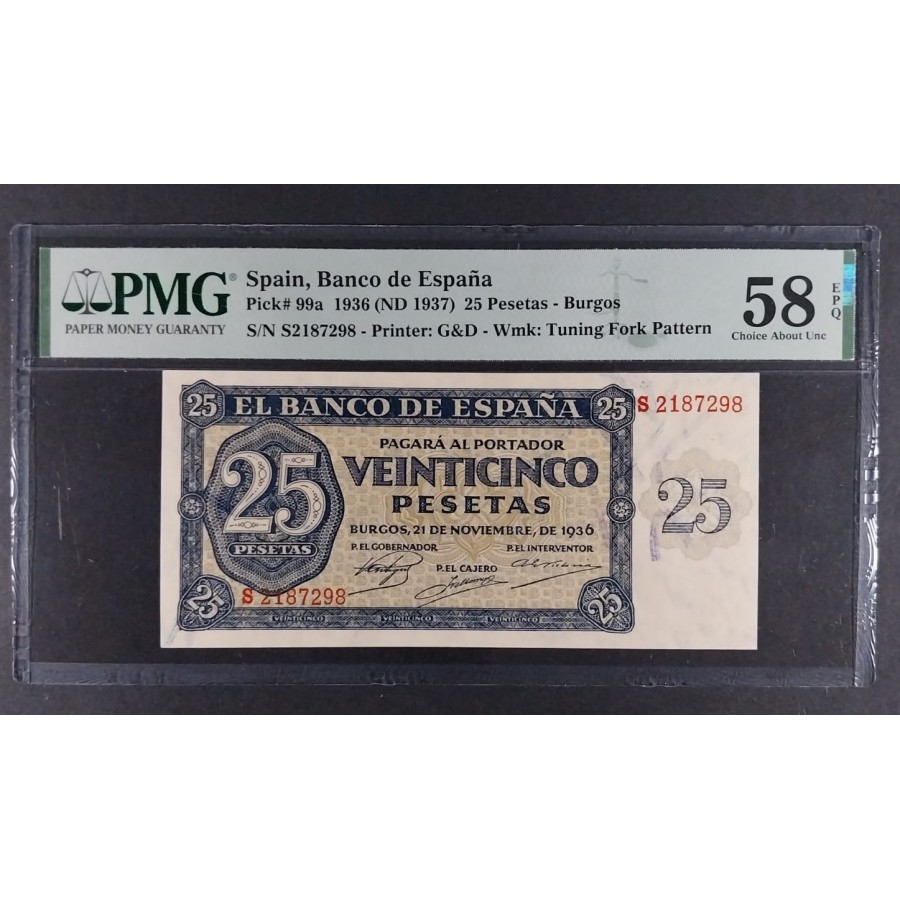 PMG®
PAPER MONEY GUARANTY
Spain, Banco de España
Pick# 99a 1936 (ND 1937) 25 Pesetas - Burgos
S/N S2187298 - Printer: G&D - Wmk: Tuning Fork Pattern
58
Choice About Unc
EPQ
25 EL BANCO DE ESPAÑA 25
S 2187298
PAGARÁ AL PORTADOR
VEINTICINCO
PESETAS
25
PESETAS
25
BURGOS, 21 DE NOVIEMBRE, DE 1936
P. EL GOBERNADOR
P. EL INTERVENTOR
P. EL CAJERO
S 2187298
25
25
VEINTICINCO VEINTICINCO VEINTICINCO